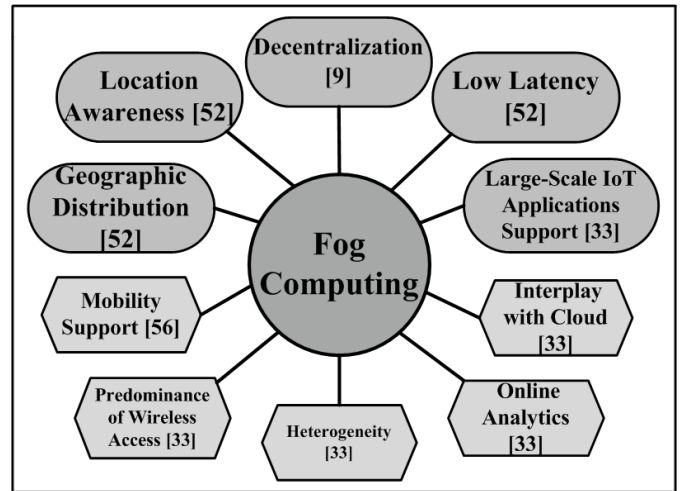 Decentralization
[9]
Location
Awareness [52]
Low Latency
[52]
Geographic
Distribution
[52]
Large-Scale IoT
Applications
Support [33]
Fog
Computing
Mobility
Support [56]
Interplay
with Cloud
[33]
Predominance
of Wireless
Access [33]
Heterogeneity
[33]
Online
Analytics
[33]